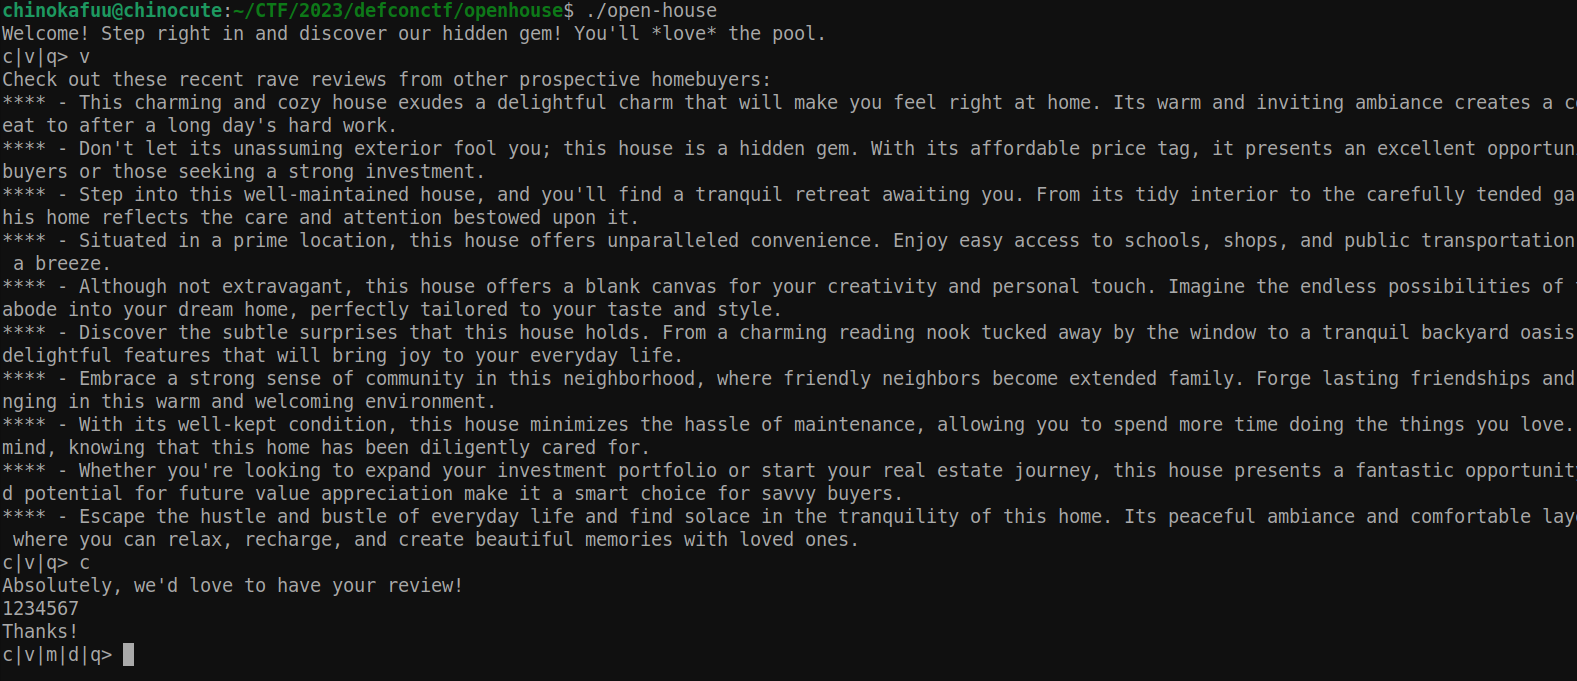 chinokafuu@chinocute:~/CTF/2023/defconctf/openhouse$ ./open-house
Welcome! Step right in and discover our hidden gem! You'll *love* the pool.
c|v|q> v
Check out these recent rave reviews from other prospective homebuyers:
**** - This charming and cozy house exudes a delightful charm that will make you feel right at home. Its warm and inviting ambiance creates a
eat to after a long day's hard work.
**** - Don't let its unassuming exterior fool you; this house is a hidden gem. With its affordable price tag, it presents an excellent opportuni
buyers or those seeking a strong investment.
**** - Step into this well-maintained house, and you'll find a tranquil retreat awaiting you. From its tidy interior to the carefully tended ga
his home reflects the care and attention bestowed upon it.
**** - Situated in a prime location, this house offers unparalleled convenience. Enjoy easy access to schools, shops, and public transportation
a breeze.
**** - Although not extravagant, this house offers a blank canvas for your creativity and personal touch. Imagine the endless possibilities of
abode into your dream home, perfectly tailored to your taste and style.
**** - Discover the subtle surprises that this house holds. From a charming reading nook tucked away by the window to a tranquil backyard oasis
delightful features that will bring joy to your everyday life.
**** - Embrace a strong sense of community in this neighborhood, where friendly neighbors become extended family. Forge lasting friendships and
nging in this warm and welcoming environment.
**** - With its well-kept condition, this house minimizes the hassle of maintenance, allowing you to spend more time doing the things you love.
mind, knowing that this home has been diligently cared for.
**** - Whether you're looking to expand your investment portfolio or start your real estate journey, this house presents a fantastic opportunity
d potential for future value appreciation make it a smart choice for savvy buyers.
**** - Escape the hustle and bustle of everyday life and find solace in the tranquility of this home. Its peaceful ambiance and comfortable lay
where you can relax, recharge, and create beautiful memories with loved ones.
c|v|q> c
Absolutely, we'd love to have your review!
1234567
Thanks!
c|v|m|d|q>